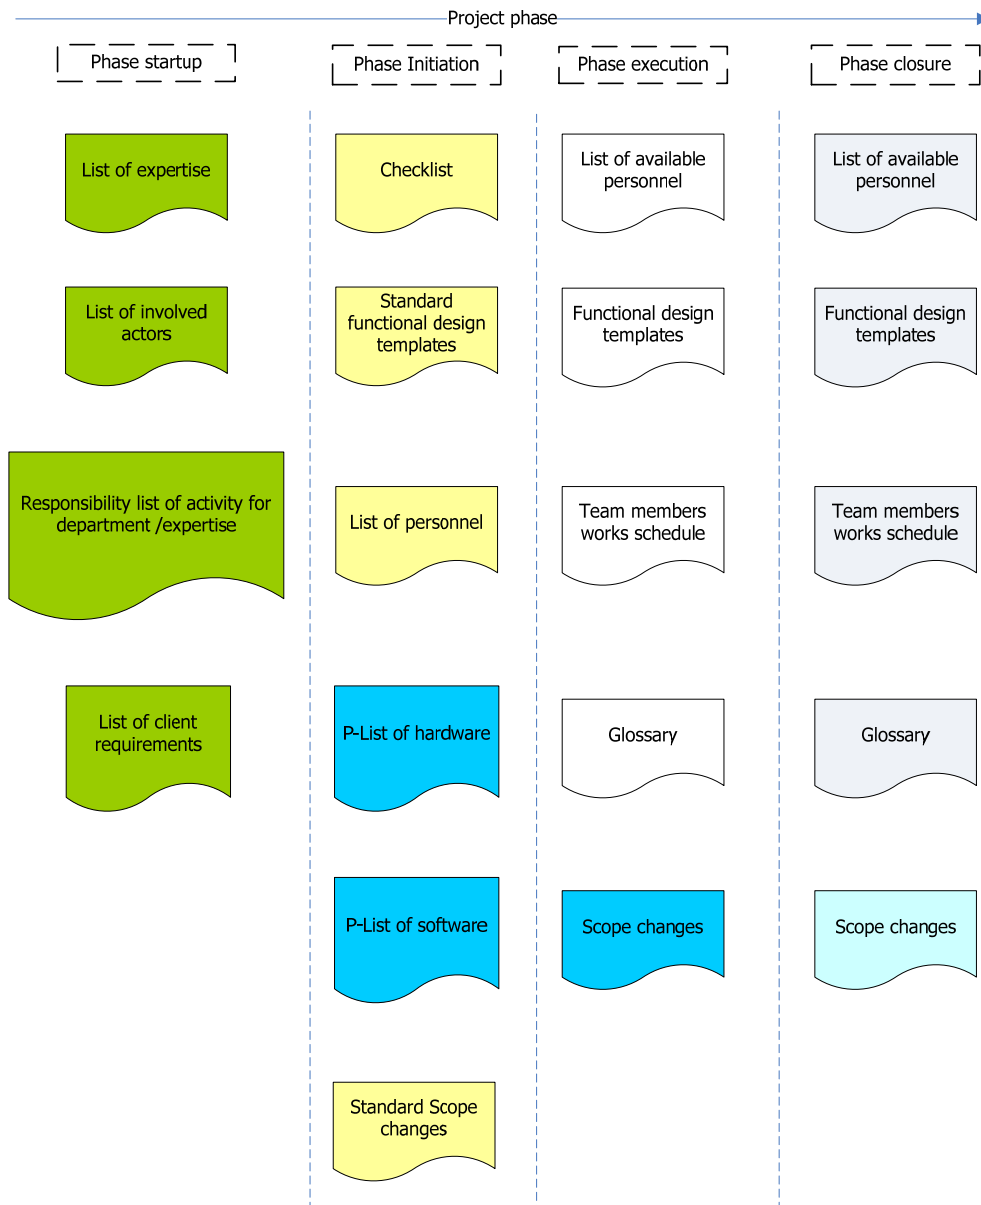 Project phase
Phase startup
Phase Initiation
Phase execution
Phase closure
List of expertise
Checklist
List of available
personnel
List of available
personnel
List of involved
actors
Standard
functional design
templates
Functional design
templates
Functional design
templates
Responsibility list of activity for
department /expertise
List of personnel
Team members
works schedule
Team members
works schedule
List of client
requirements
P-List of hardware
Glossary
Glossary
P-List of software
Scope changes
Scope changes
Standard Scope
changes